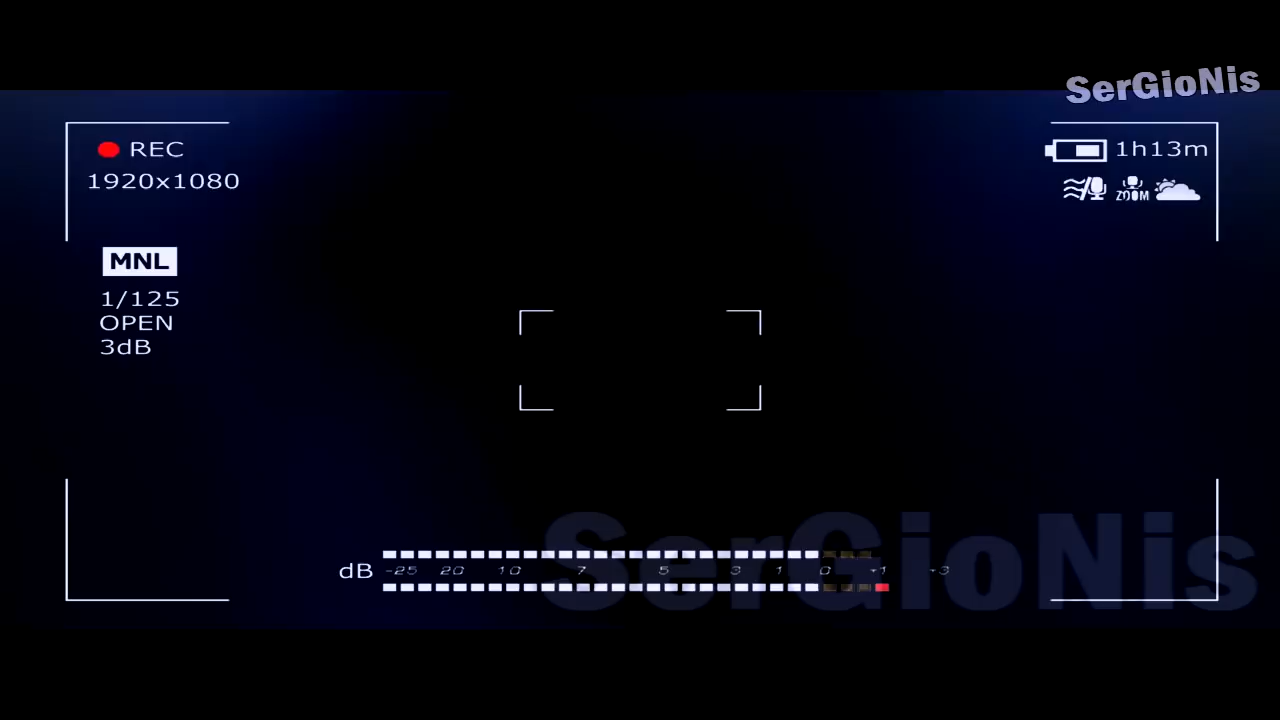 SerGioNis
REC
1h13m
1920x1080
ZOOM
MNL
1/125
OPEN
3dB
dB -25 20 10 7 5 3 1 0 +1 +3
SerGioNis